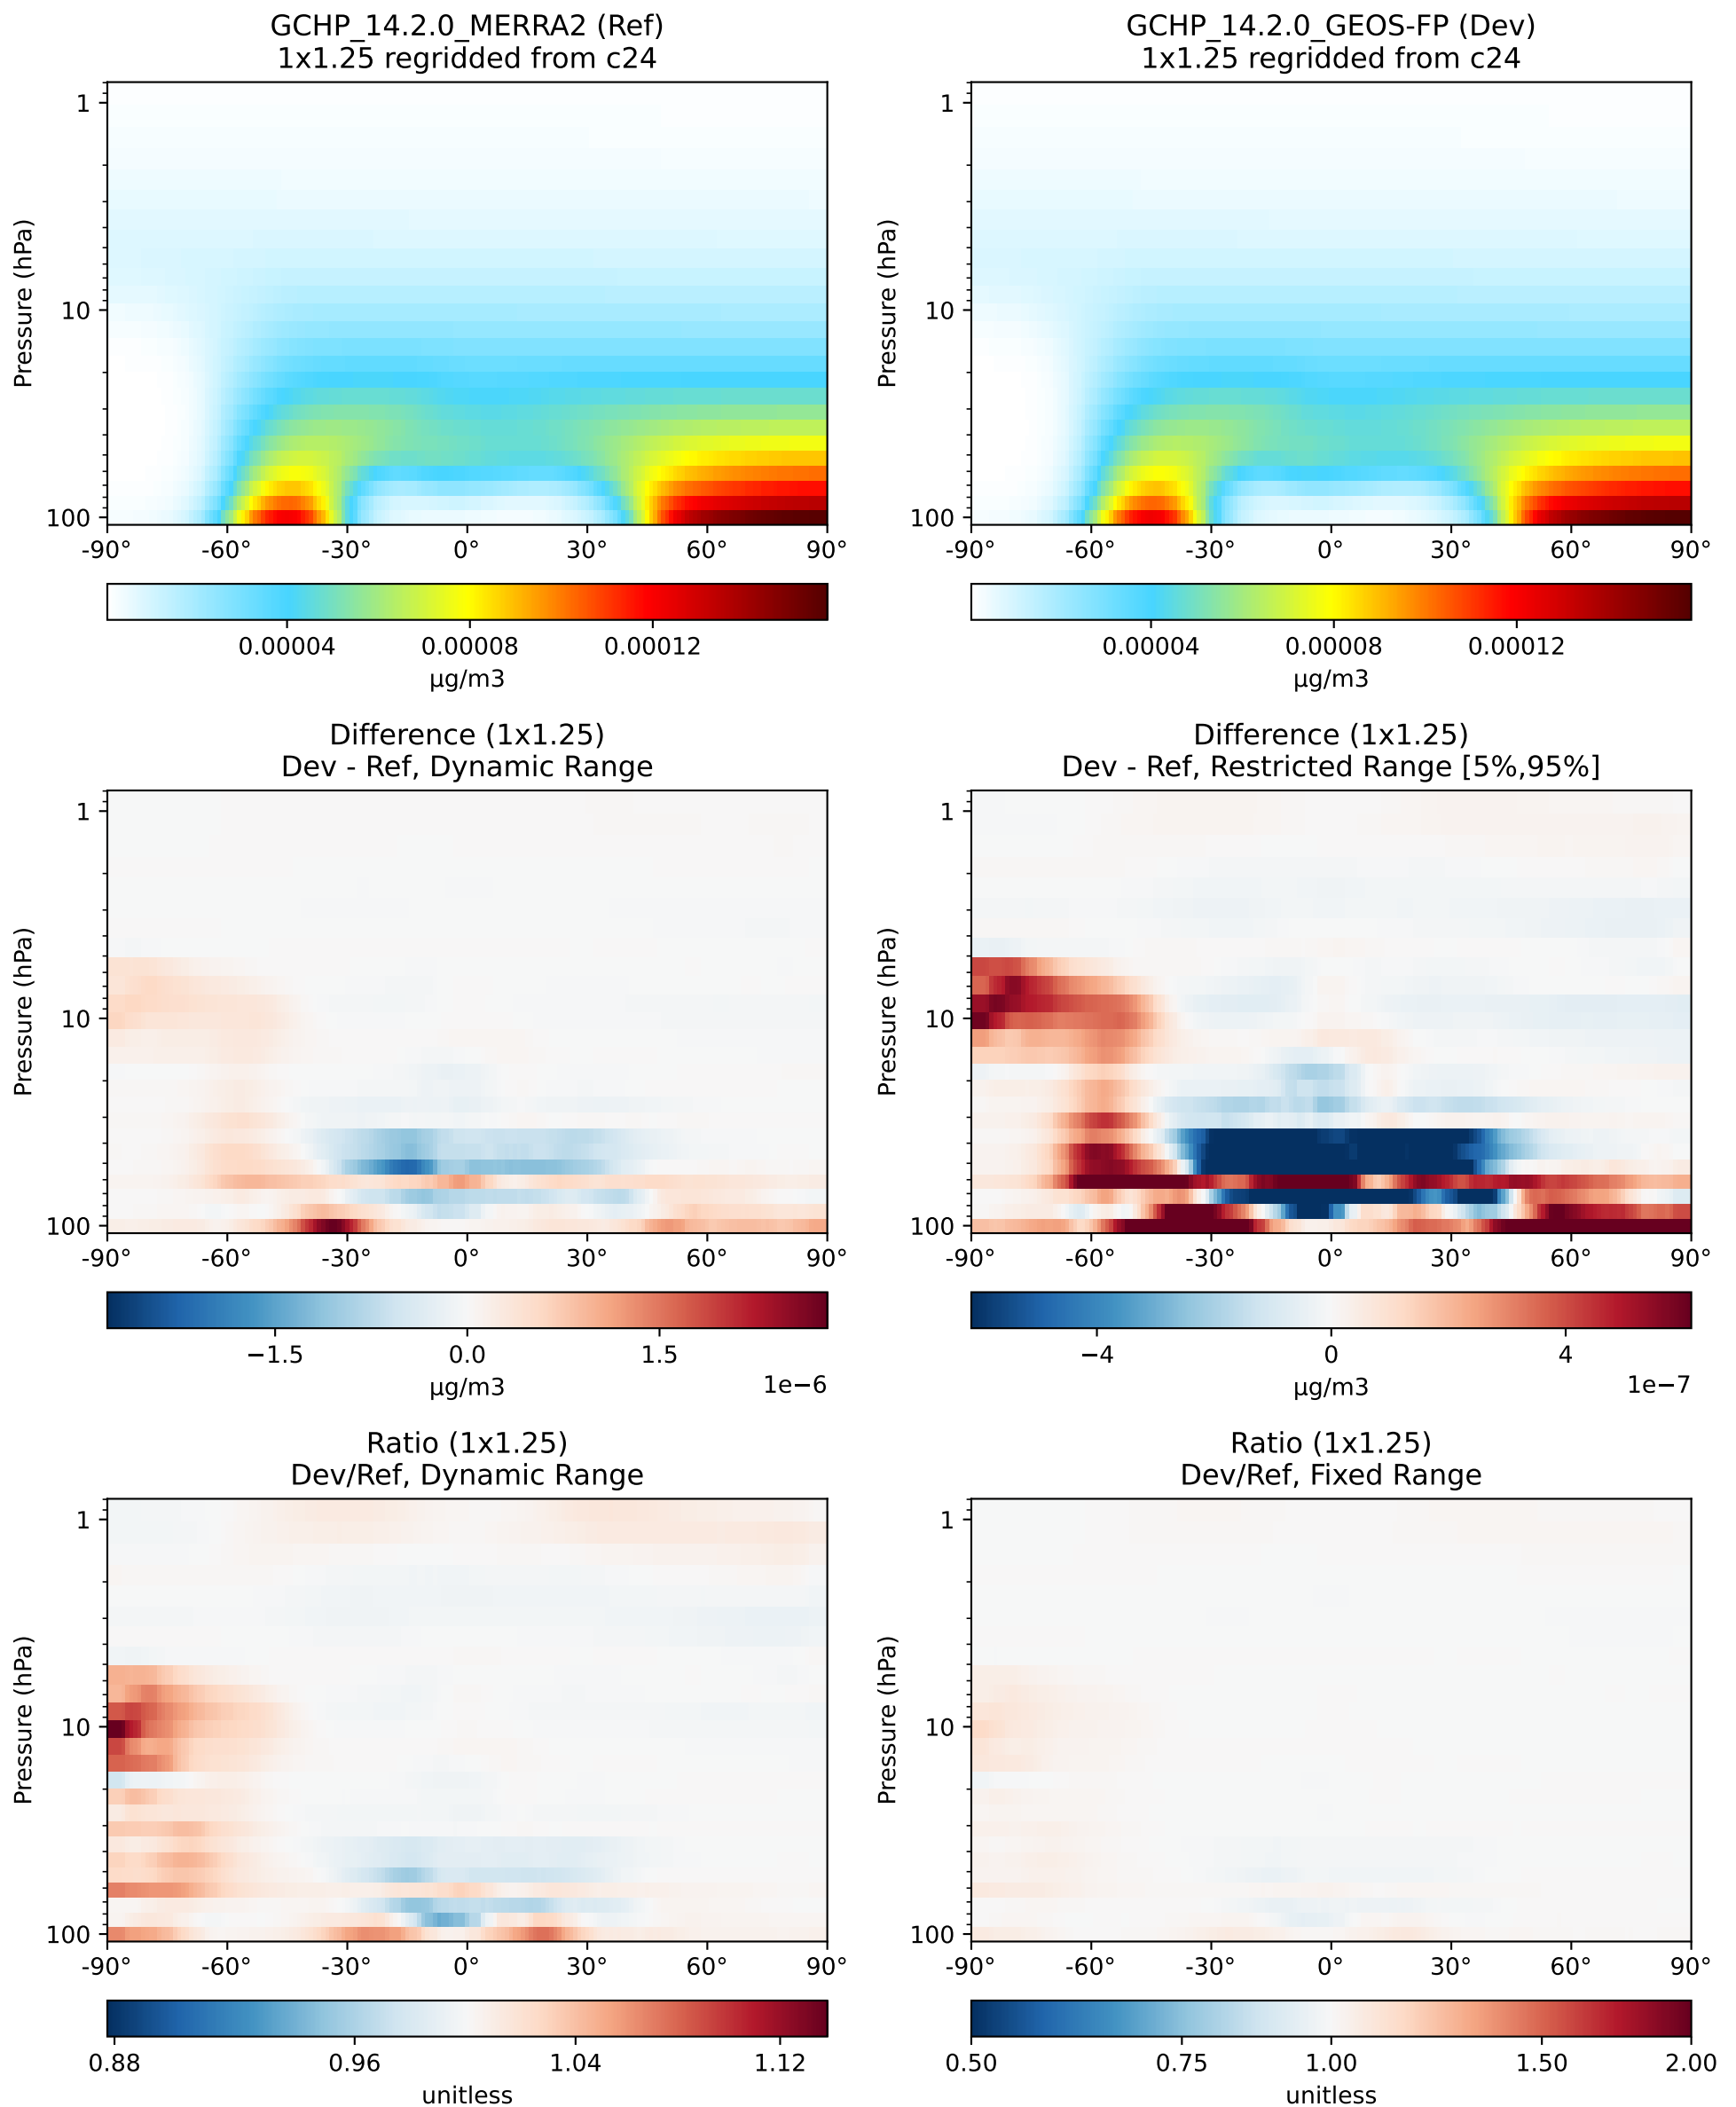 GCHP_14.2.0_MERRA2 (Ref)
1x1.25 regridded from c24
Pressure (hPa)
1
10
100
-90° -60° -30° 0° 30° 60° 90°
0.00004 0.00008 0.00012
µg/m3
GCHP_14.2.0_GEOS-FP (Dev)
1x1.25 regridded from c24
Pressure (hPa)
1
10
100
-90° -60° -30° 0° 30° 60° 90°
0.00004 0.00008 0.00012
µg/m3
Difference (1x1.25)
Dev - Ref, Dynamic Range
Pressure (hPa)
1
10
100
-90° -60° -30° 0° 30° 60° 90°
−1.5 0.0 1.5
µg/m3
1e−6
Difference (1x1.25)
Dev - Ref, Restricted Range [5%,95%]
Pressure (hPa)
1
10
100
-90° -60° -30° 0° 30° 60° 90°
−4 0 4
µg/m3
1e−7
Ratio (1x1.25)
Dev/Ref, Dynamic Range
Pressure (hPa)
1
10
100
-90° -60° -30° 0° 30° 60° 90°
0.88 0.96 1.04 1.12
unitless
Ratio (1x1.25)
Dev/Ref, Fixed Range
Pressure (hPa)
1
10
100
-90° -60° -30° 0° 30° 60° 90°
0.50 0.75 1.00 1.50 2.00
unitless